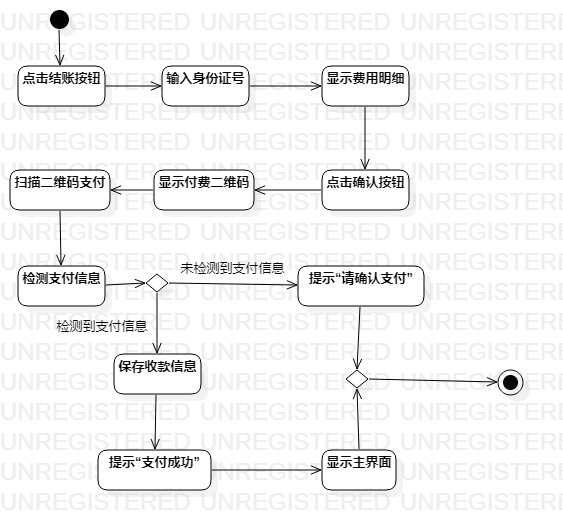 点击结账按钮
输入身份证号
显示费用明细
扫描二维码支付
显示付费二维码
点击确认按钮
检测支付信息
未检测到支付信息
提示“请确认支付”
检测到支付信息
保存收款信息
提示“支付成功”
显示主界面
UNREGISTERED